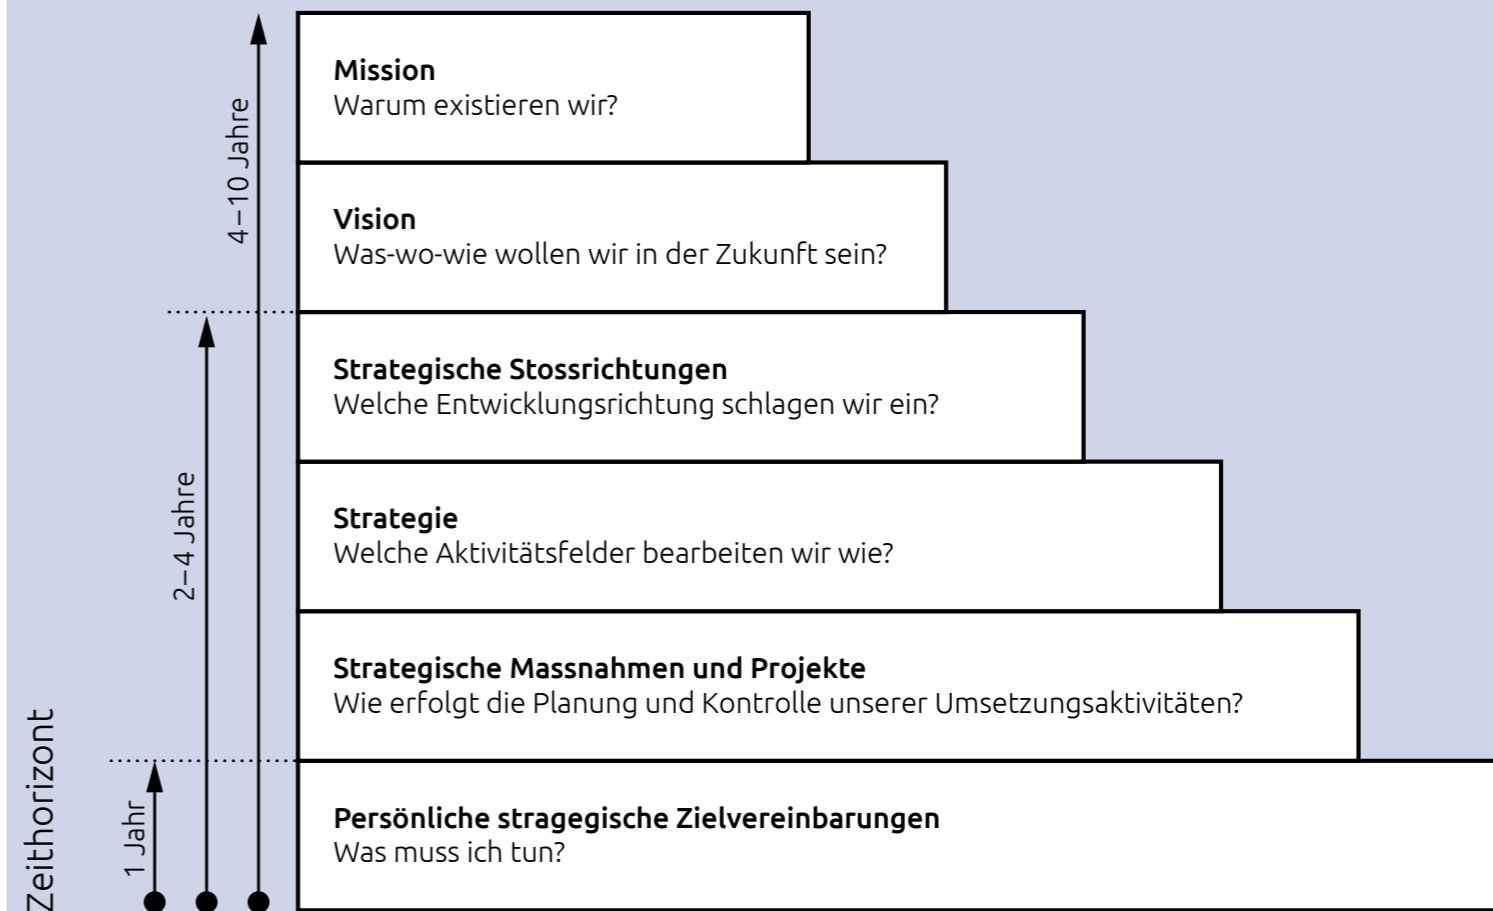 Mission
Warum existieren wir?
Vision
Was-wo-wie wollen wir in der Zukunft sein?
Strategische Stossrichtungen
Welche Entwicklungsrichtung schlagen wir ein?
Strategie
Welche Aktivitätsfelder bearbeiten wir wie?
Strategische Massnahmen und Projekte
Wie erfolgt die Planung und Kontrolle unserer Umsetzungsaktivitäten?
Persönliche stragegische Zielvereinbarungen
Was muss ich tun?
4–10 Jahre
2–4 Jahre
1 Jahr
Zeithorizont